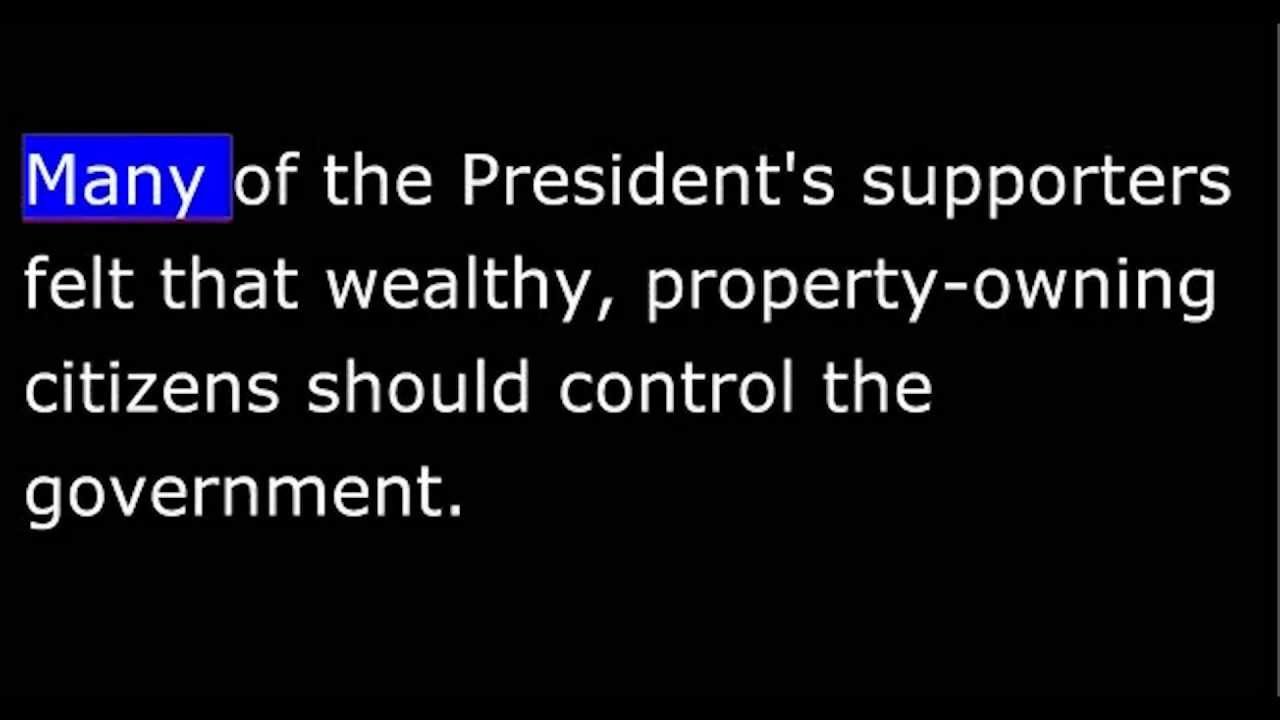 Many of the President's supporters
felt that wealthy, property-owning
citizens should control the
government.